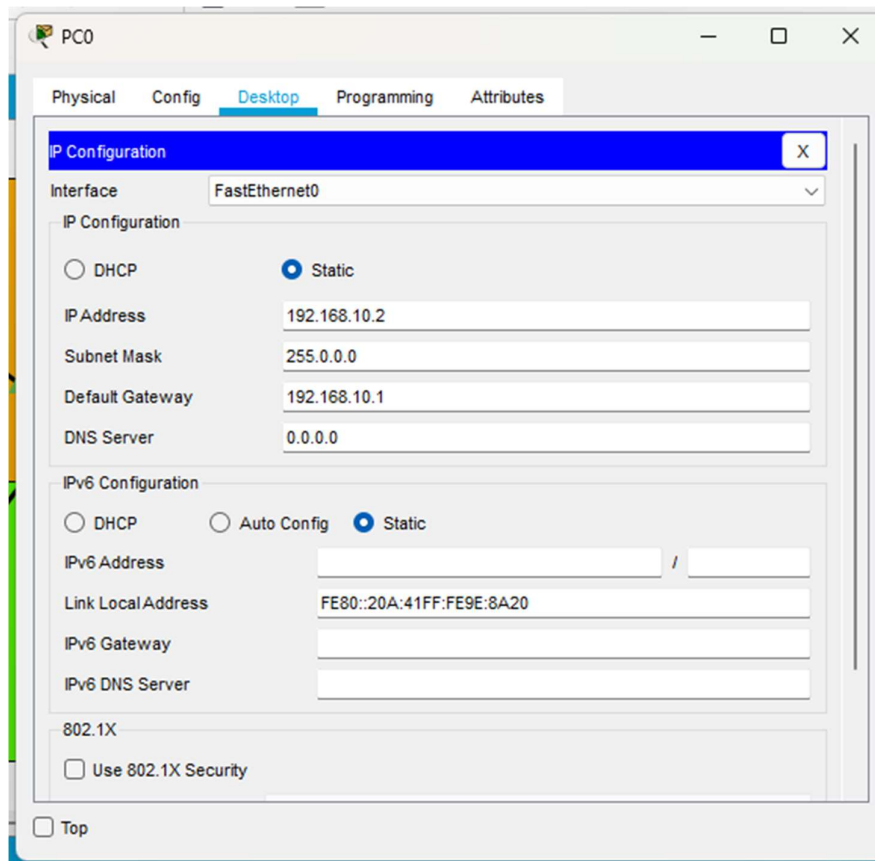 PC0
Physical Config Desktop Programming Attributes
IP Configuration X
Interface FastEthernet0
IP Configuration
DHCP Static
IP Address 192.168.10.2
Subnet Mask 255.0.0.0
Default Gateway 192.168.10.1
DNS Server 0.0.0.0
IPv6 Configuration
DHCP Auto Config Static
IPv6 Address /
Link Local Address FE80::20A:41FF:FE9E:8A20
IPv6 Gateway
IPv6 DNS Server
802.1X
Use 802.1X Security
Top